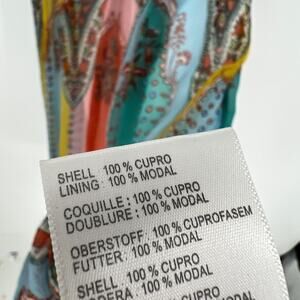 SHELL 100 % CUPRO
LINING : 100 % MODAL
COQUILLE : 100 % CUPRO
DOUBLURE : 100 % MODAL
OBERSTOFF : 100 % CUPROFASEM
FUTTER : 100 % MODAL
SHELL : 100 % CUPRO
100 % MODAL